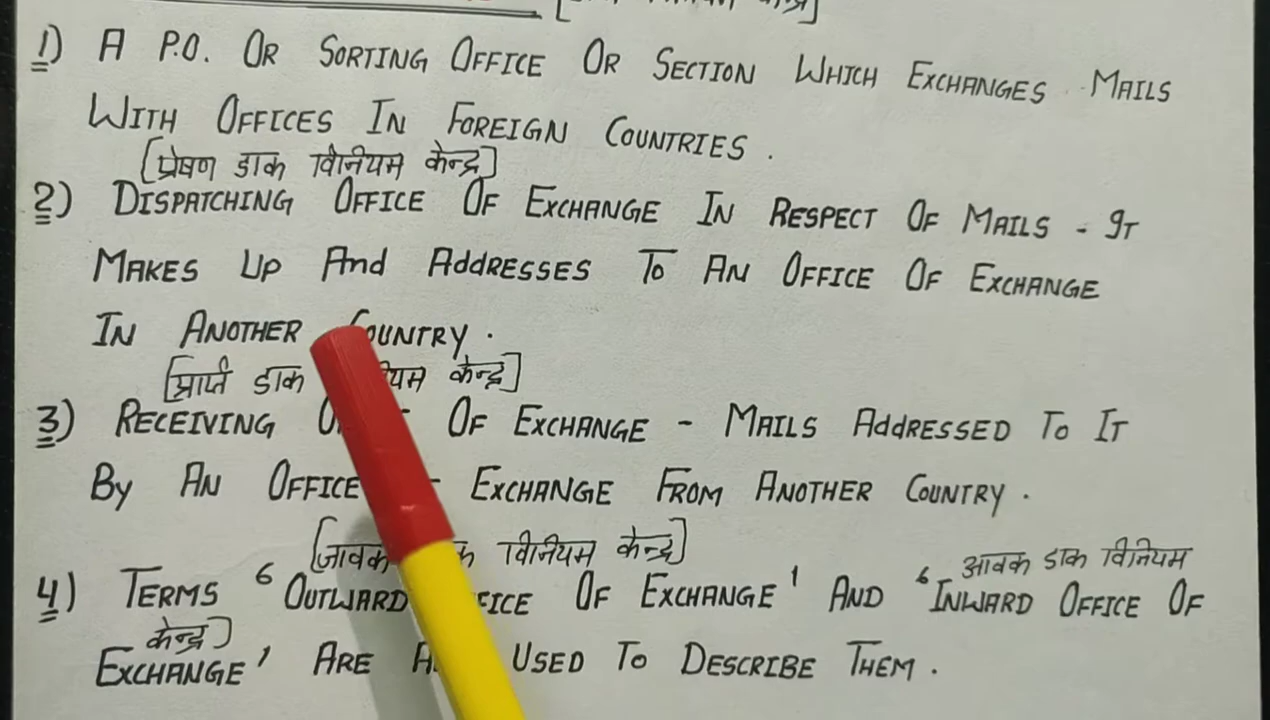 1) A P.O. OR SORTING OFFICE OR SECTION WHICH EXCHANGES MAILS
WITH OFFICES IN FOREIGN COUNTRIES.
[प्रेषण डाक विनियम केन्द्र]
2) DISPATCHING OFFICE OF EXCHANGE IN RESPECT OF MAILS - IT
MAKES UP And AddRESSES TO AN OFFICE OF EXCHANGE
IN ANOTHER COUNTRY.
[प्राप्त डाक यम केन्द्र]
3) RECEIVING OF EXCHANGE - MAILS AddRESSED TO IT
By AN OFFICE EXCHANGE FROM ANOTHER COUNTRY.
[जावक विनियम केन्द्र] आवक डाक विनियम
4) TERMS 'OUTWARD OF EXCHANGE' AND 'INWARD OFFICE OF
केन्द्र]
EXCHANGE' ARE USED TO DESCRIBE THEM.